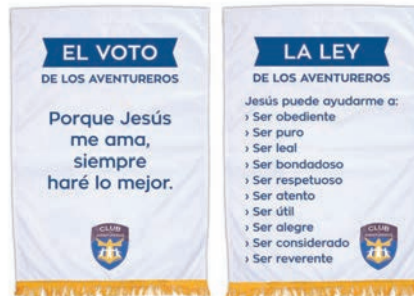 EL VOTO
DE LOS AVENTUREROS
Porque Jesús
me ama,
siempre
haré lo mejor.
CLUB
LA LEY
DE LOS AVENTUREROS
Jesús puede ayudarme a:
› Ser obediente
› Ser puro
› Ser leal
› Ser bondadoso
› Ser respetuoso
› Ser atento
› Ser útil
› Ser alegre
› Ser considerado
› Ser reverente
CLUB